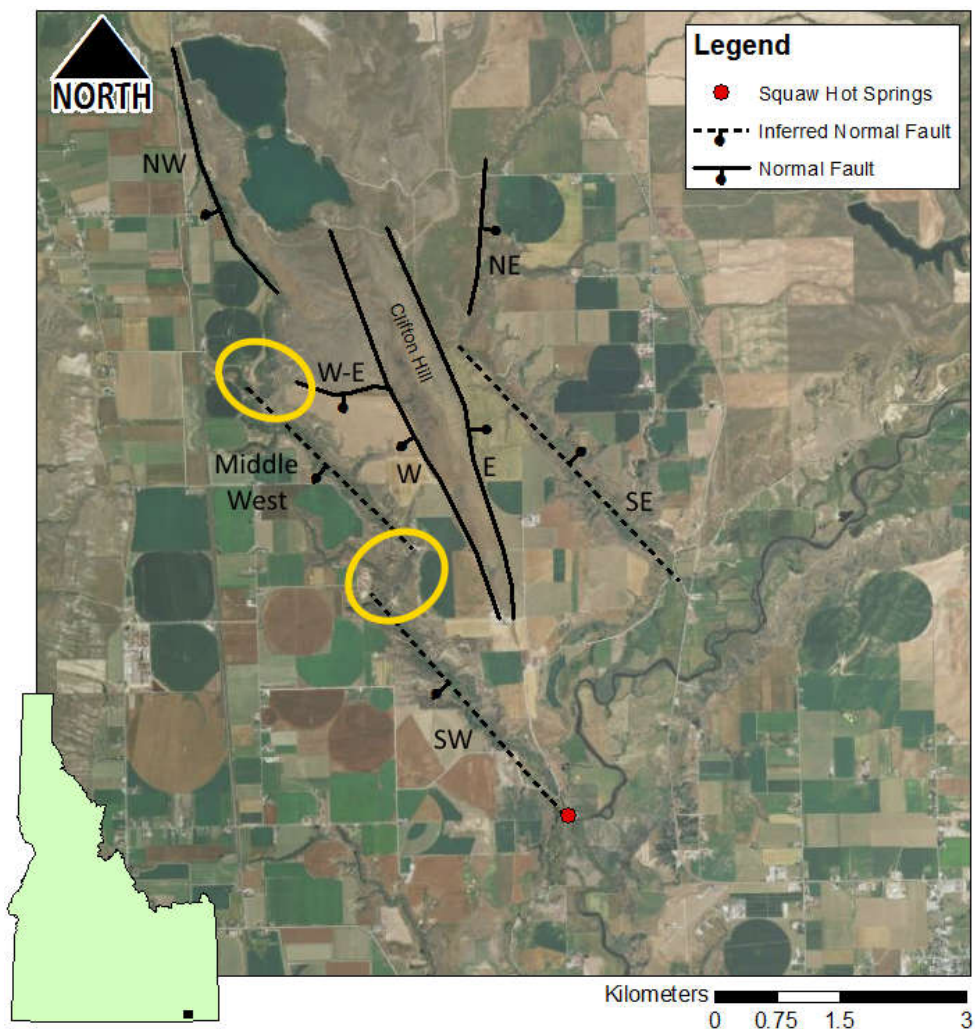 NORTH
Legend
Squaw Hot Springs
Inferred Normal Fault
Normal Fault
NW
NE
Clifton Hill
W-E
W
E
Middle
West
SE
SW
Kilometers
0 0.75 1.5 3